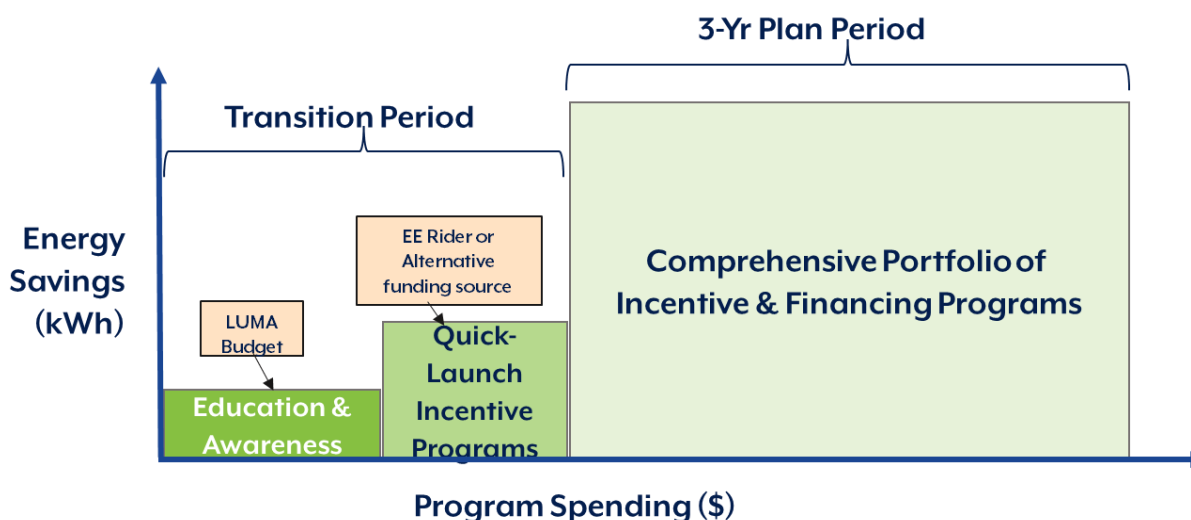 3-Yr Plan Period
Transition Period
Energy
Savings
(kWh)
EE Rider or
Alternative
funding source
LUMA
Budget
Comprehensive Portfolio of
Incentive & Financing Programs
Quick-
Launch
Incentive
Programs
Education &
Awareness
Program Spending ($)